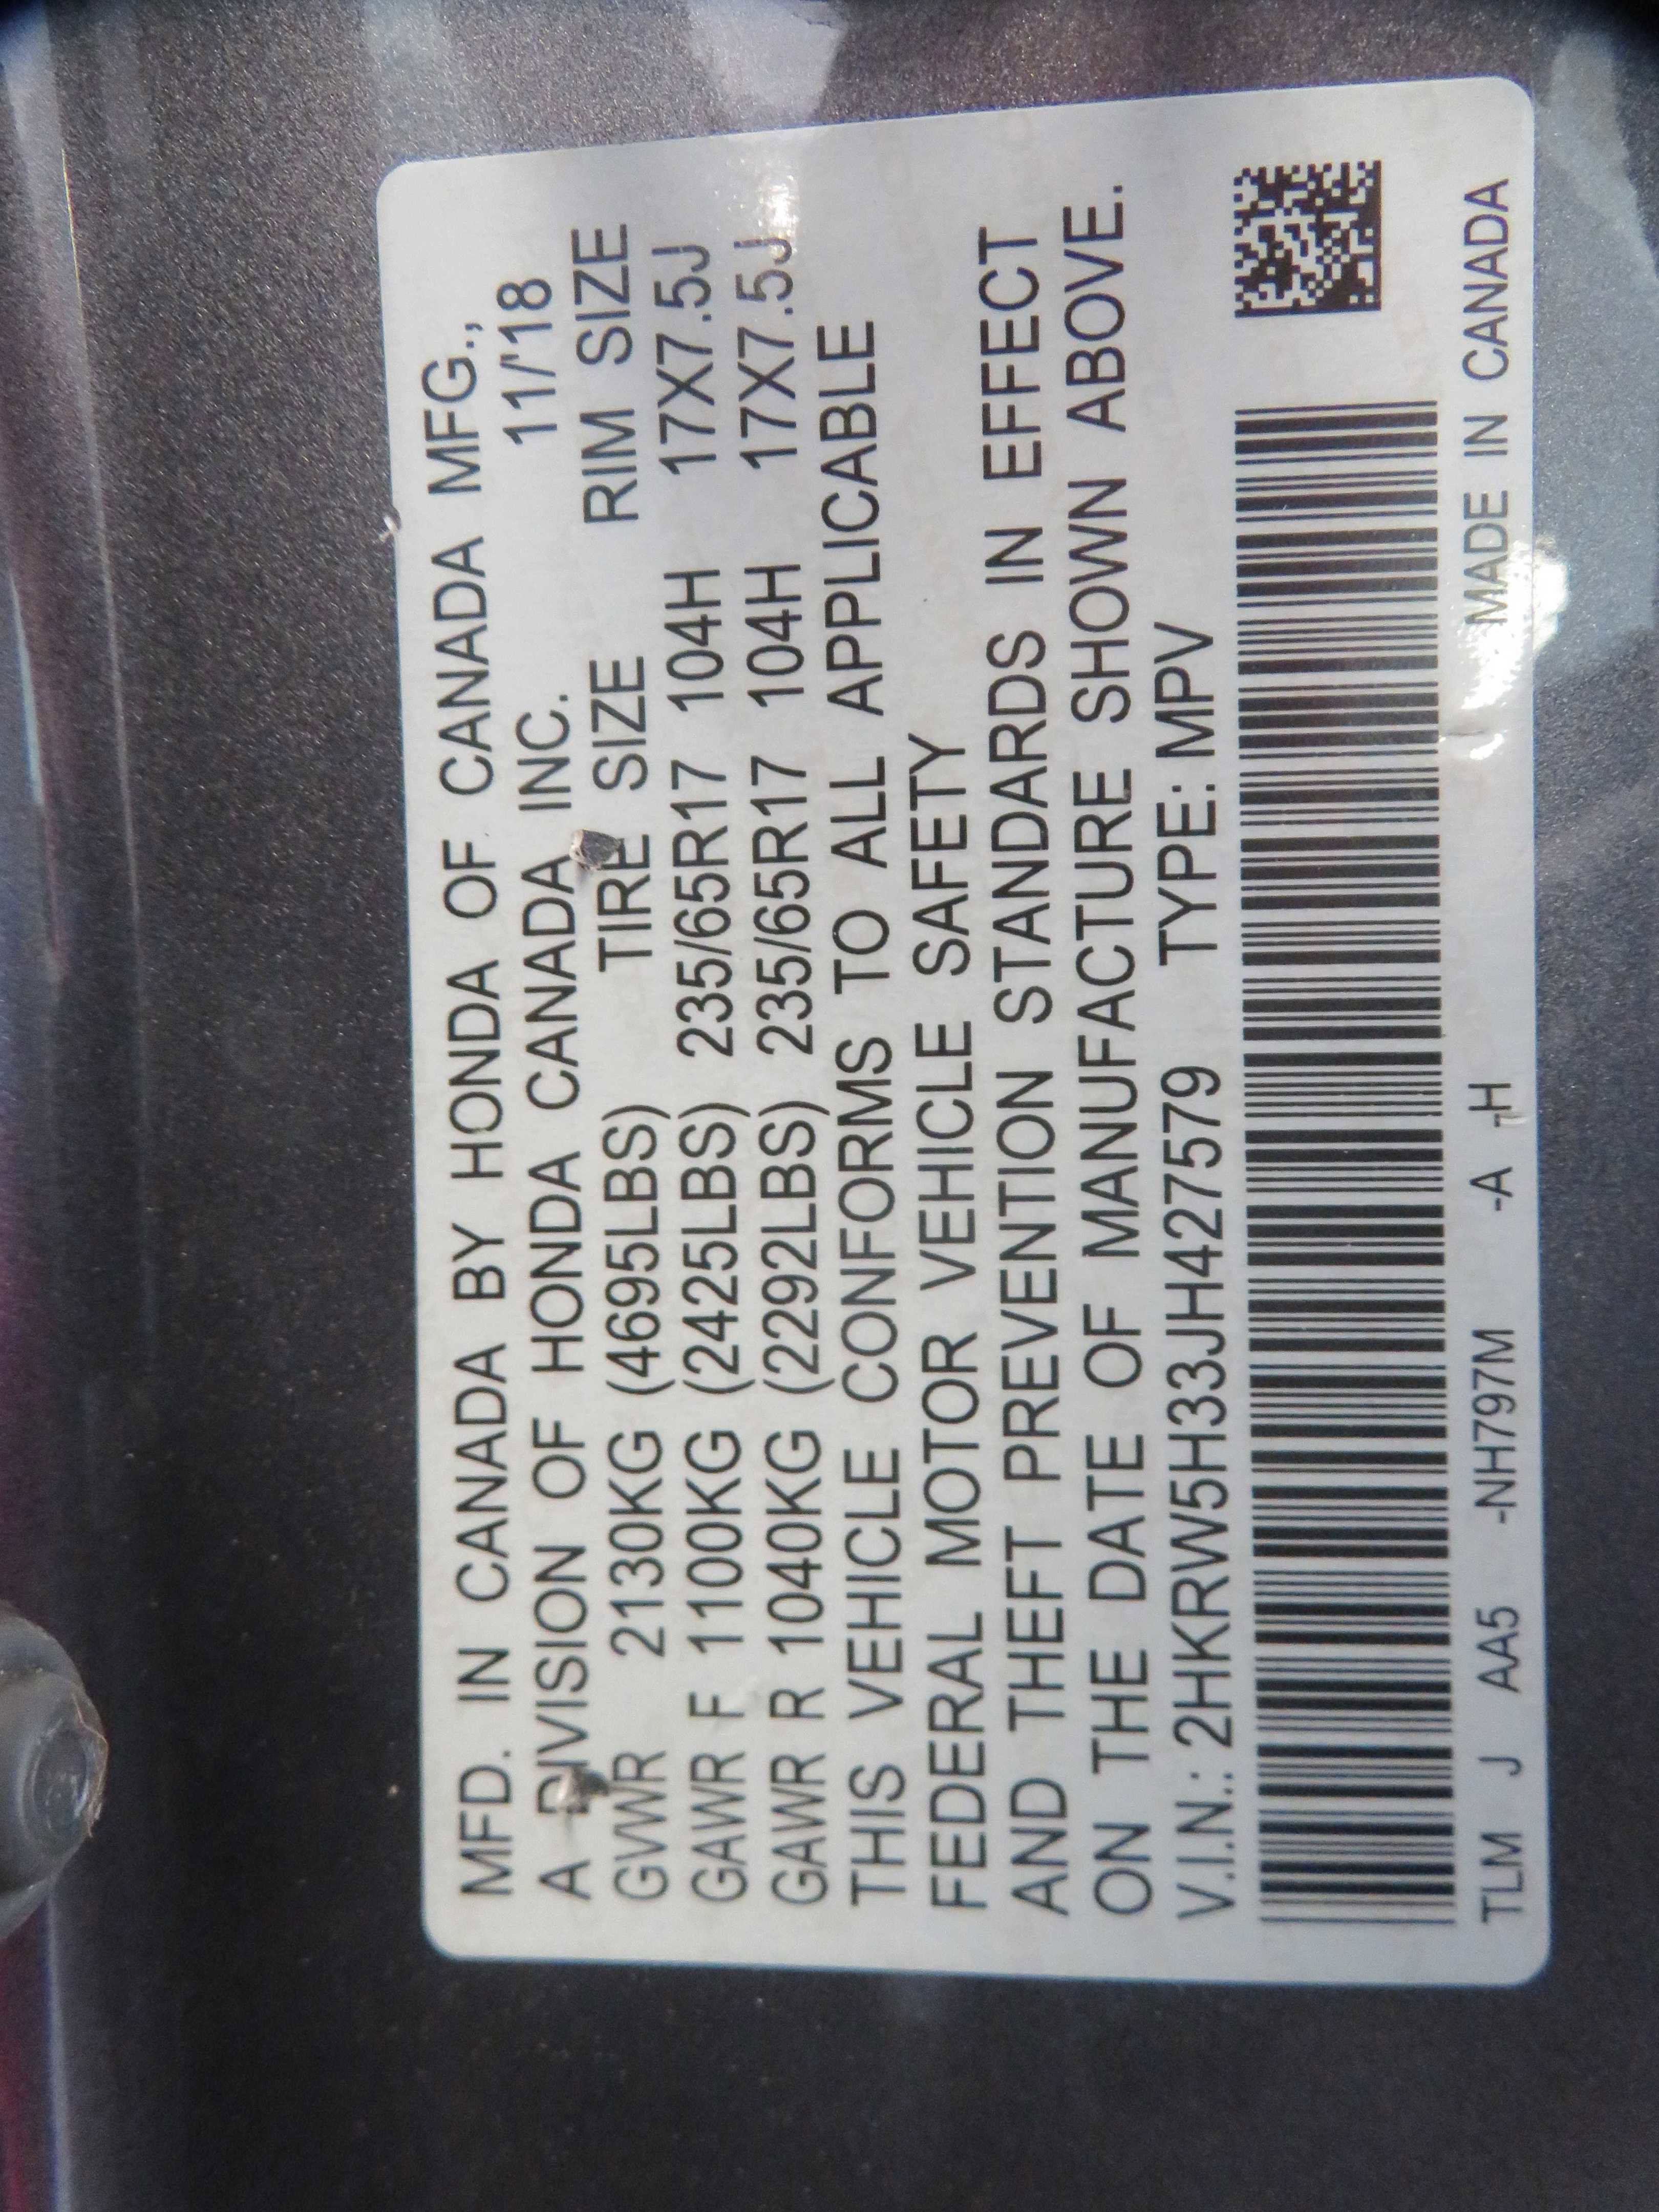 MFD. IN CANADA BY HONDA OF CANADA MFG.,
A DIVISION OF HONDA CANADA INC. 11/'18
GVWR 2130KG (4695LBS) TIRE SIZE RIM SIZE
GAWR F 1100KG (2425LBS) 235/65R17 104H 17X7.5J
GAWR R 1040KG (2292LBS) 235/65R17 104H 17X7.5J
THIS VEHICLE CONFORMS TO ALL APPLICABLE
FEDERAL MOTOR VEHICLE SAFETY
AND THEFT PREVENTION STANDARDS IN EFFECT
ON THE DATE OF MANUFACTURE SHOWN ABOVE.
V.I.N.: 2HKRW5H33JH427579 TYPE: MPV
TLM J AA5 -NH797M -A -H MADE IN CANADA